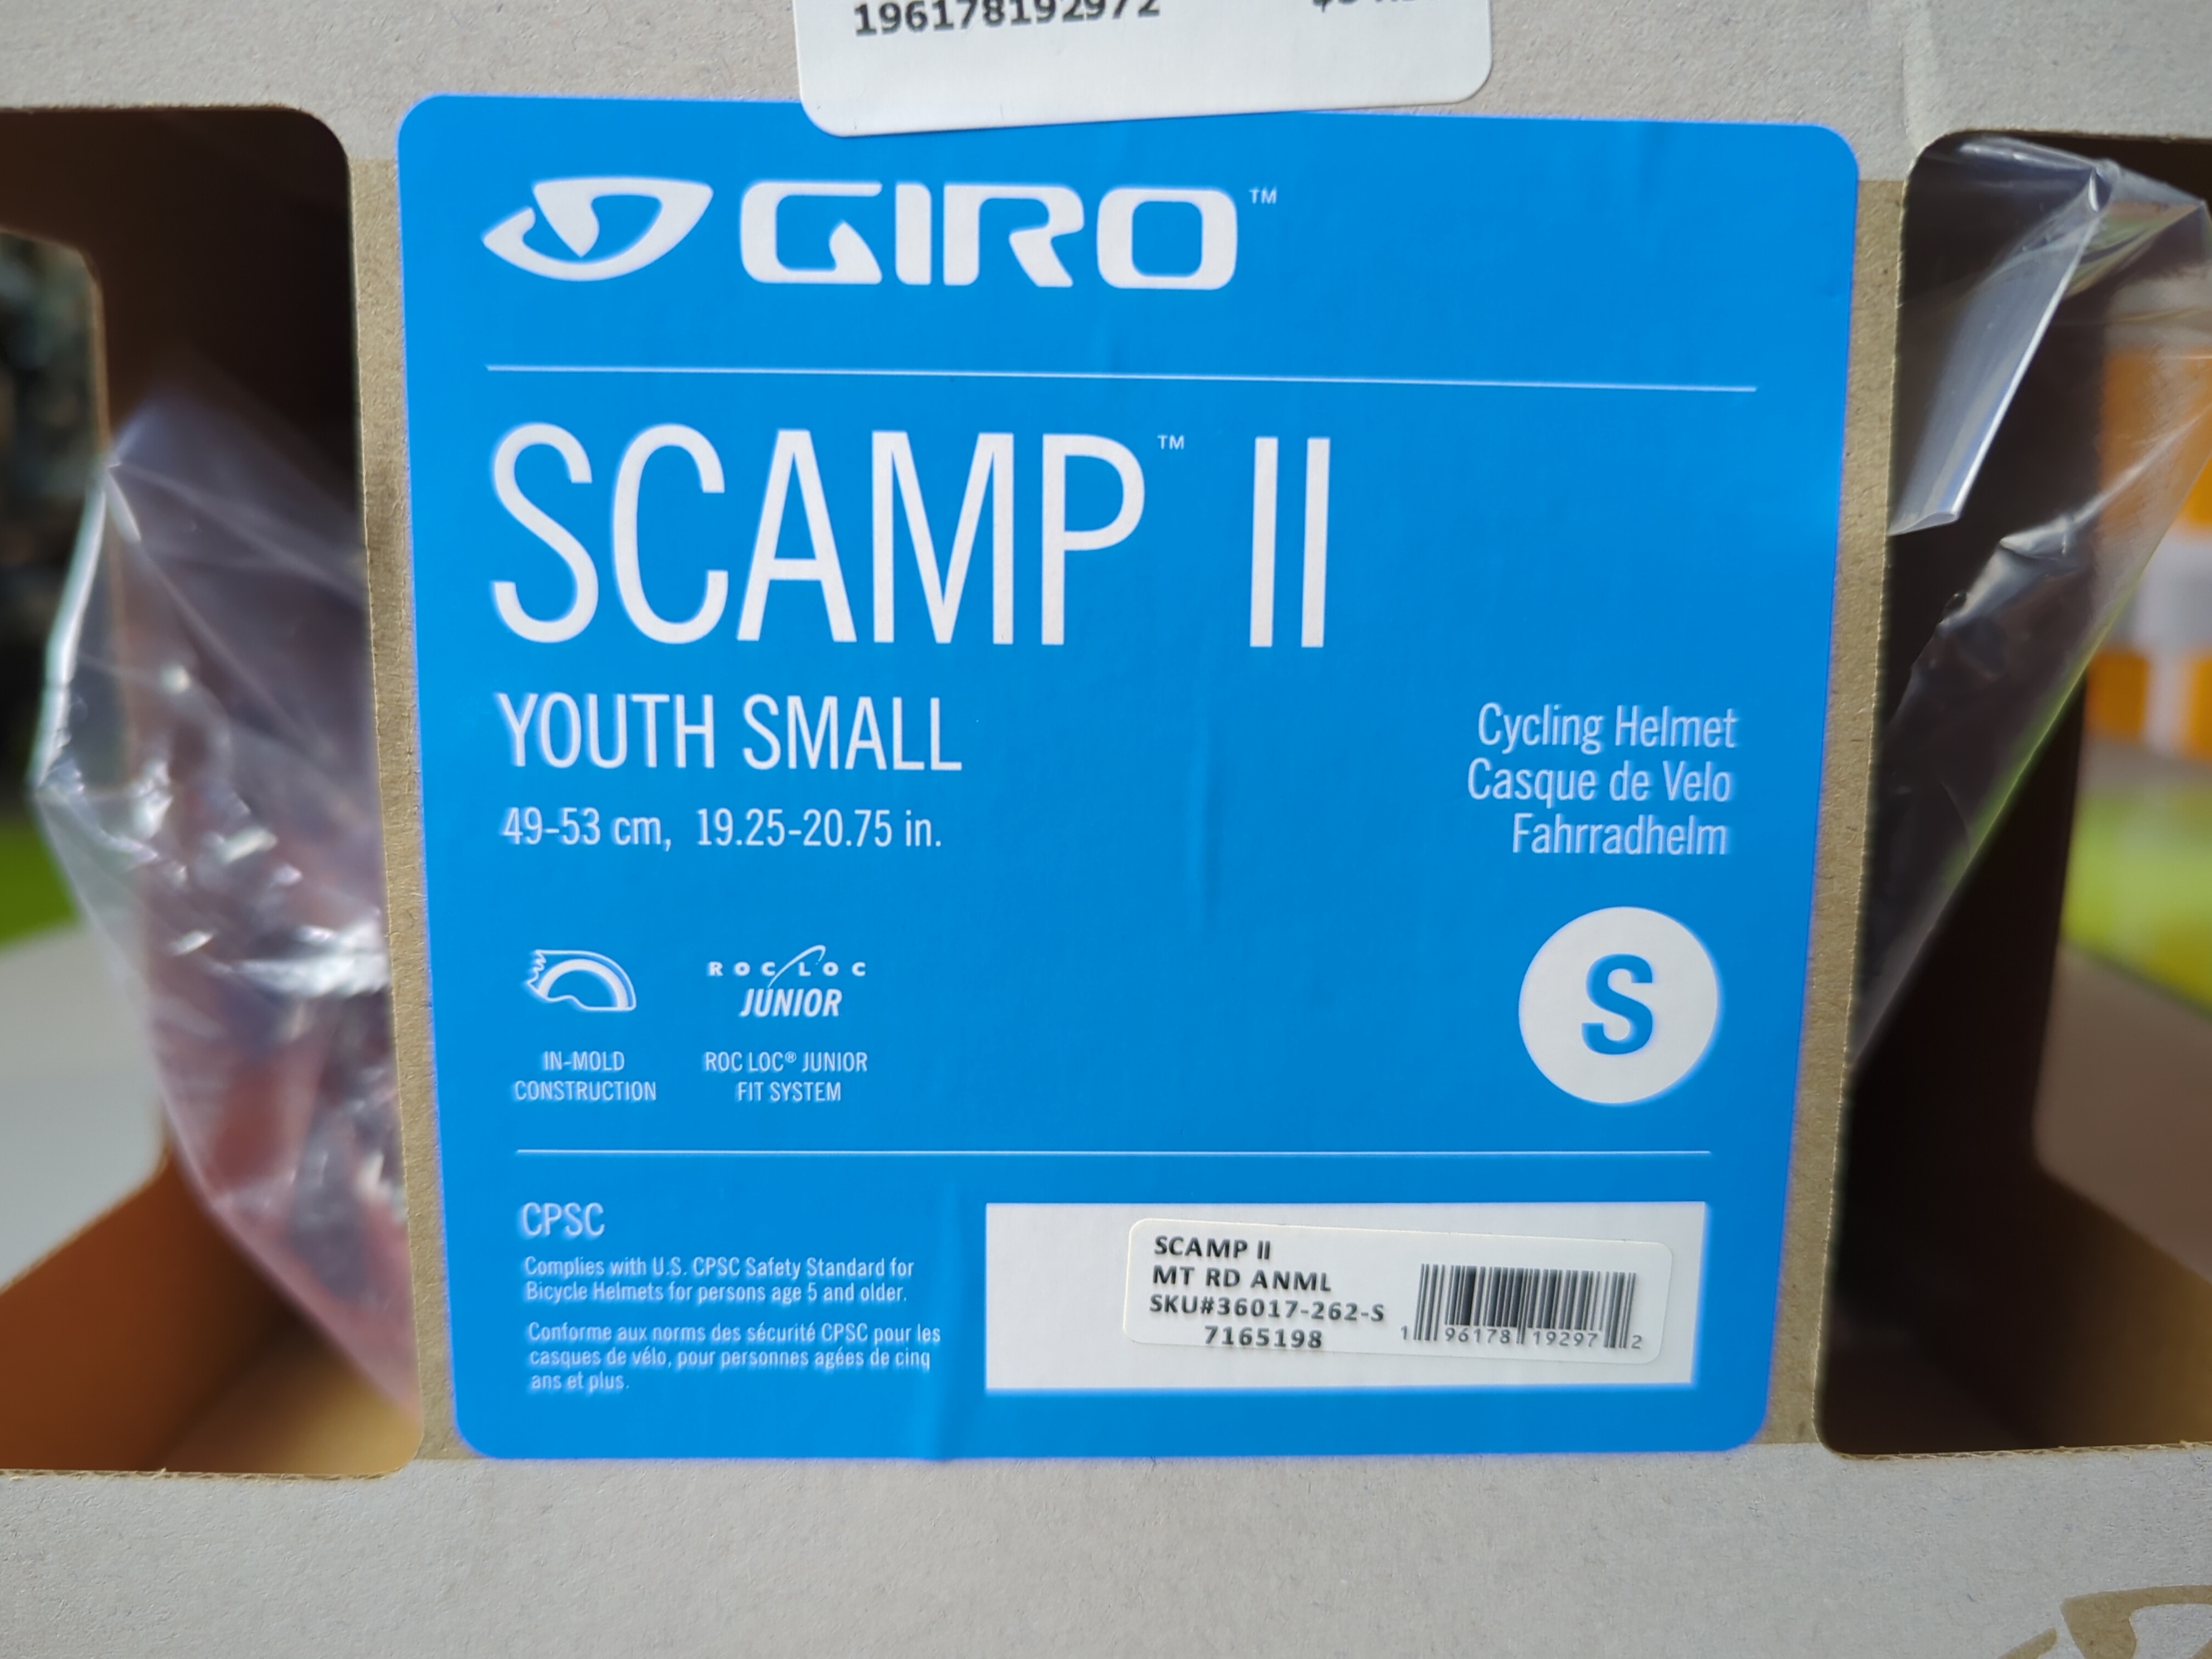 196178192972
GIRO™
SCAMP™ II
YOUTH SMALL
49-53 cm, 19.25-20.75 in.
Cycling Helmet
Casque de Velo
Fahrradhelm
ROC LOC
JUNIOR
S
IN-MOLD
CONSTRUCTION
ROC LOC® JUNIOR
FIT SYSTEM
CPSC
Complies with U.S. CPSC Safety Standard for
Bicycle Helmets for persons age 5 and older.
Conforme aux norms des sécurité CPSC pour les
casques de vélo, pour personnes agées de cinq
ans et plus.
SCAMP II
MT RD ANML
SKU#36017-262-S
7165198
1 96178 19297 2